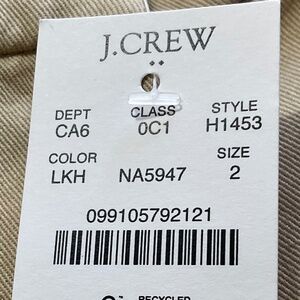 J.CREW
DEPT CLASS STYLE
CA6 0C1 H1453
COLOR SIZE
LKH NA5947 2
099105792121
RECYCLED